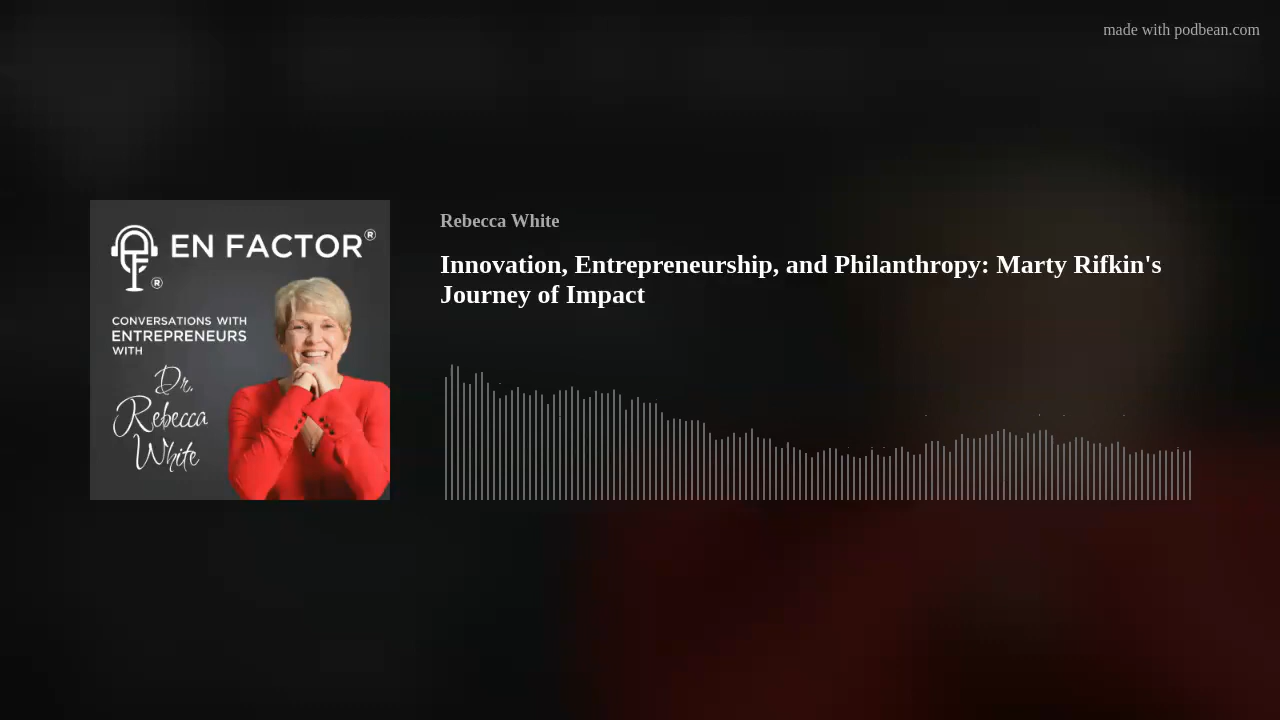 made with podbean.com
EN FACTOR®
®
CONVERSATIONS WITH
ENTREPRENEURS
WITH
Dr.
Rebecca
White
Rebecca White
Innovation, Entrepreneurship, and Philanthropy: Marty Rifkin's
Journey of Impact